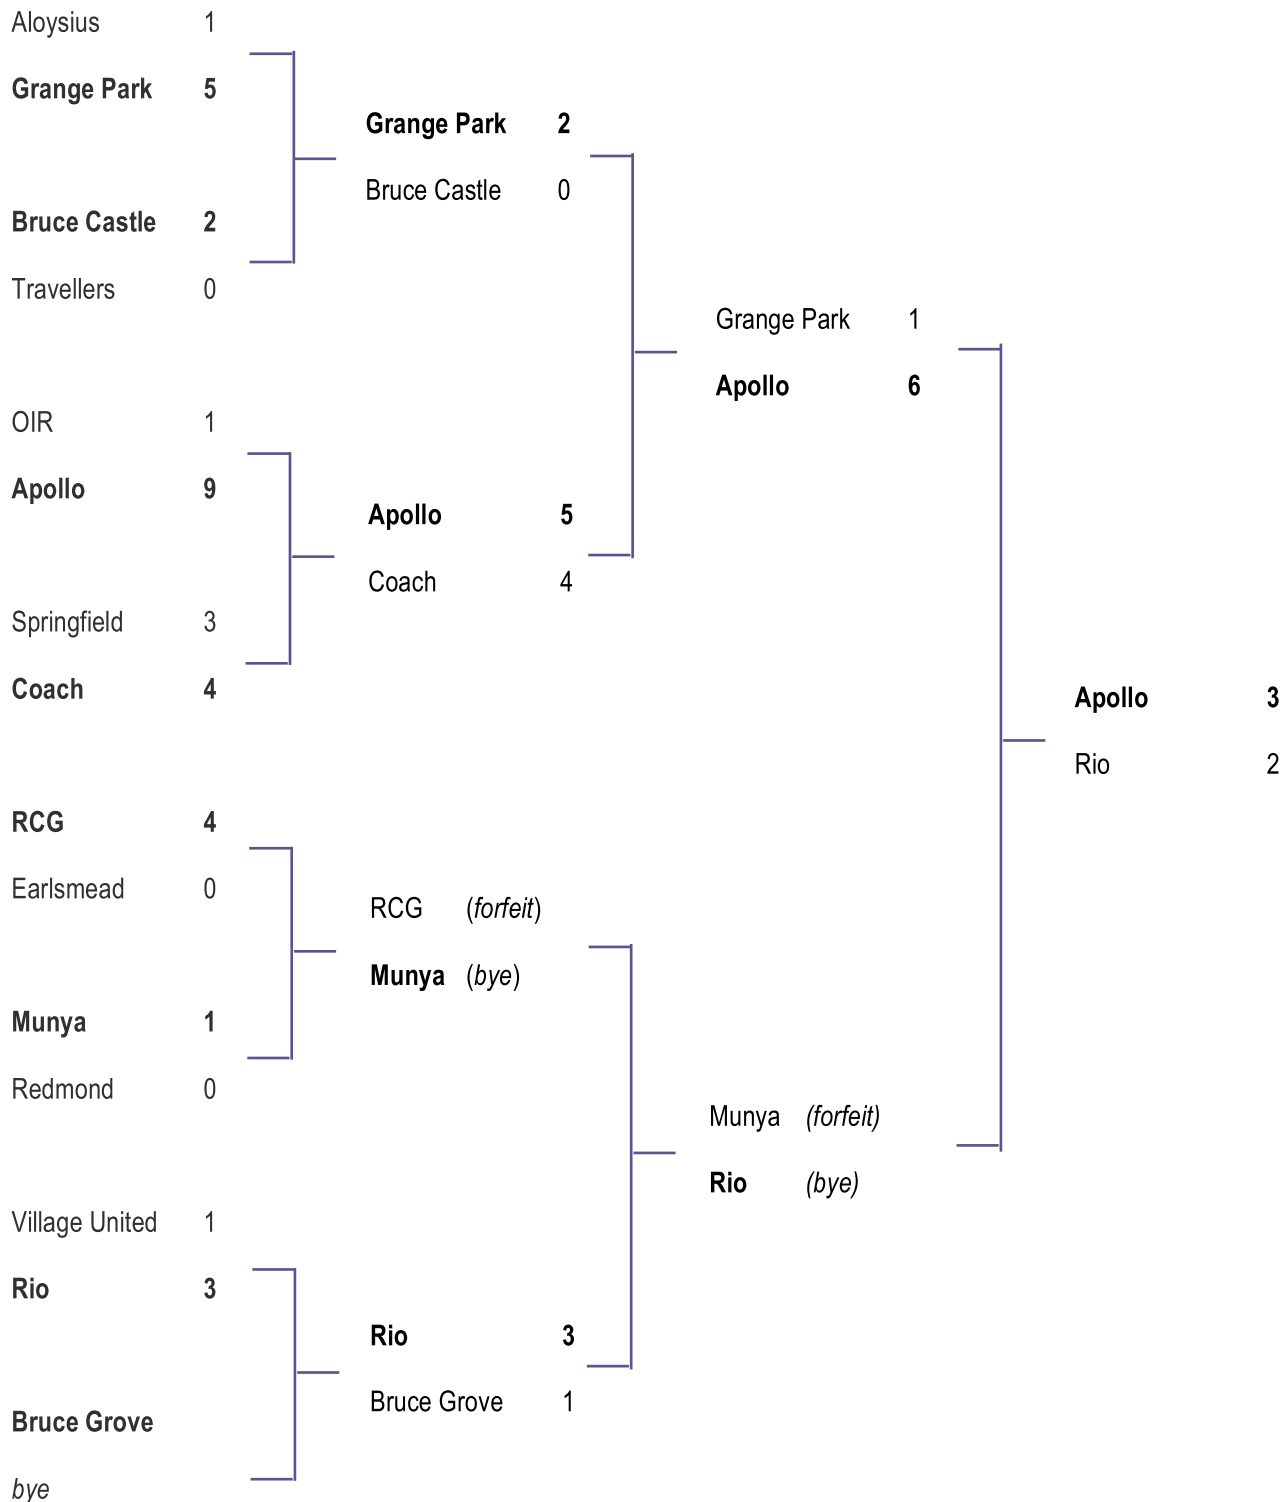 Aloysius 1
Grange Park 5
Bruce Castle 2
Travellers 0
OIR 1
Apollo 9
Springfield 3
Coach 4
RCG 4
Earlsmead 0
Munya 1
Redmond 0
Village United 1
Rio 3
Bruce Grove
bye
Grange Park 2
Bruce Castle 0
Apollo 5
Coach 4
RCG (forfeit)
Munya (bye)
Rio 3
Bruce Grove 1
Grange Park 1
Apollo 6
Munya (forfeit)
Rio (bye)
Apollo 3
Rio 2